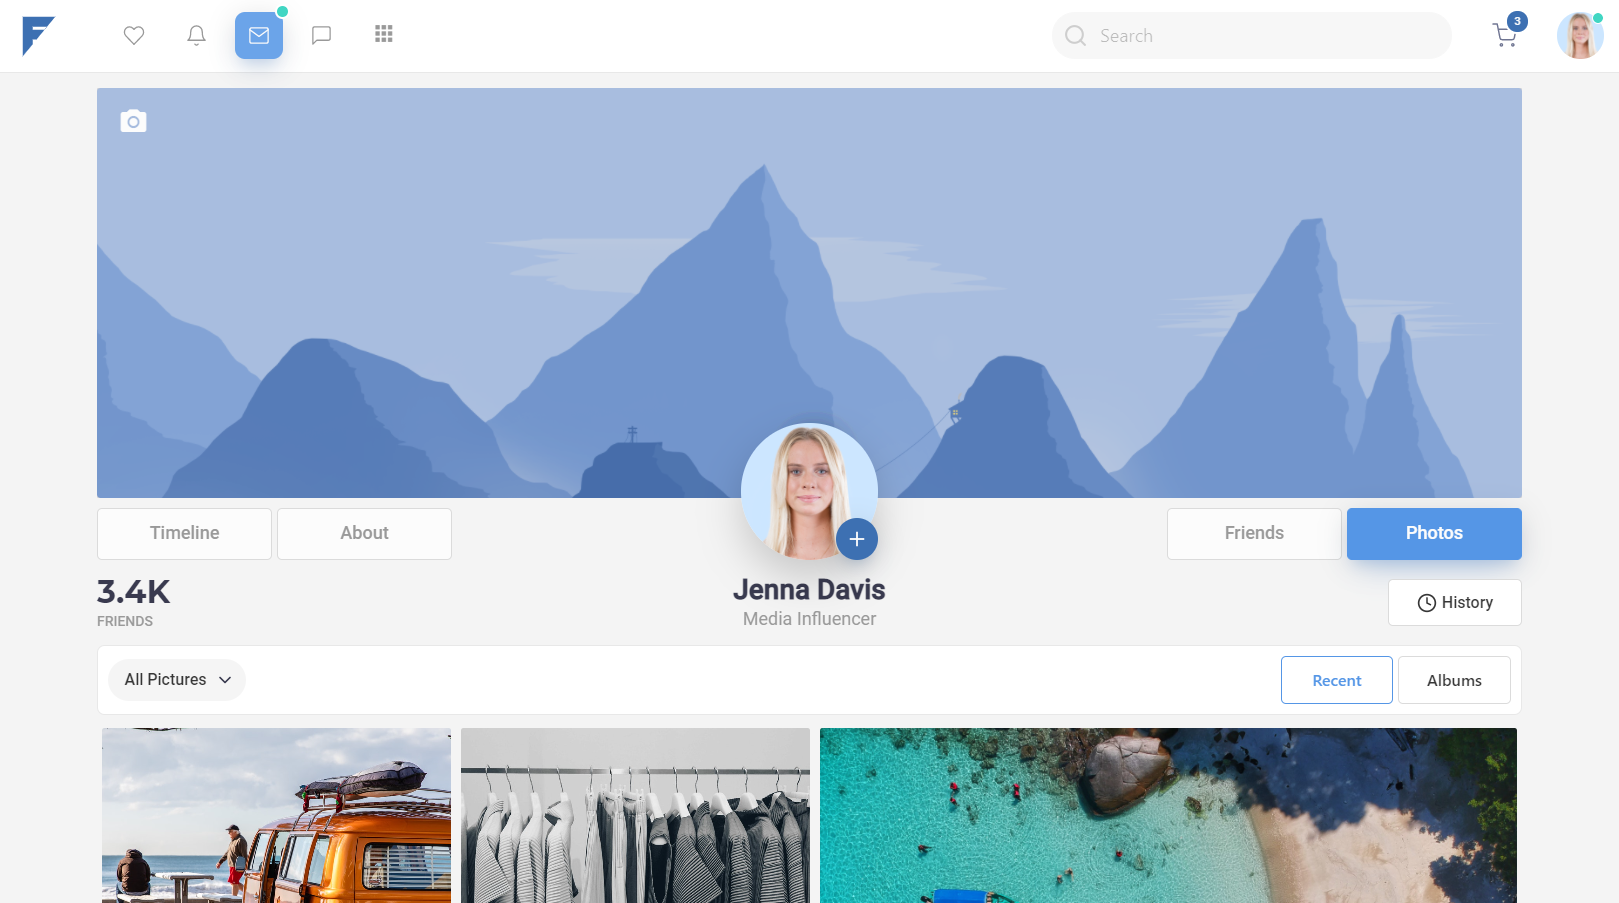 Search
3
Timeline
About
Friends
Photos
3.4K
FRIENDS
Jenna Davis
Media Influencer
History
All Pictures
Recent
Albums